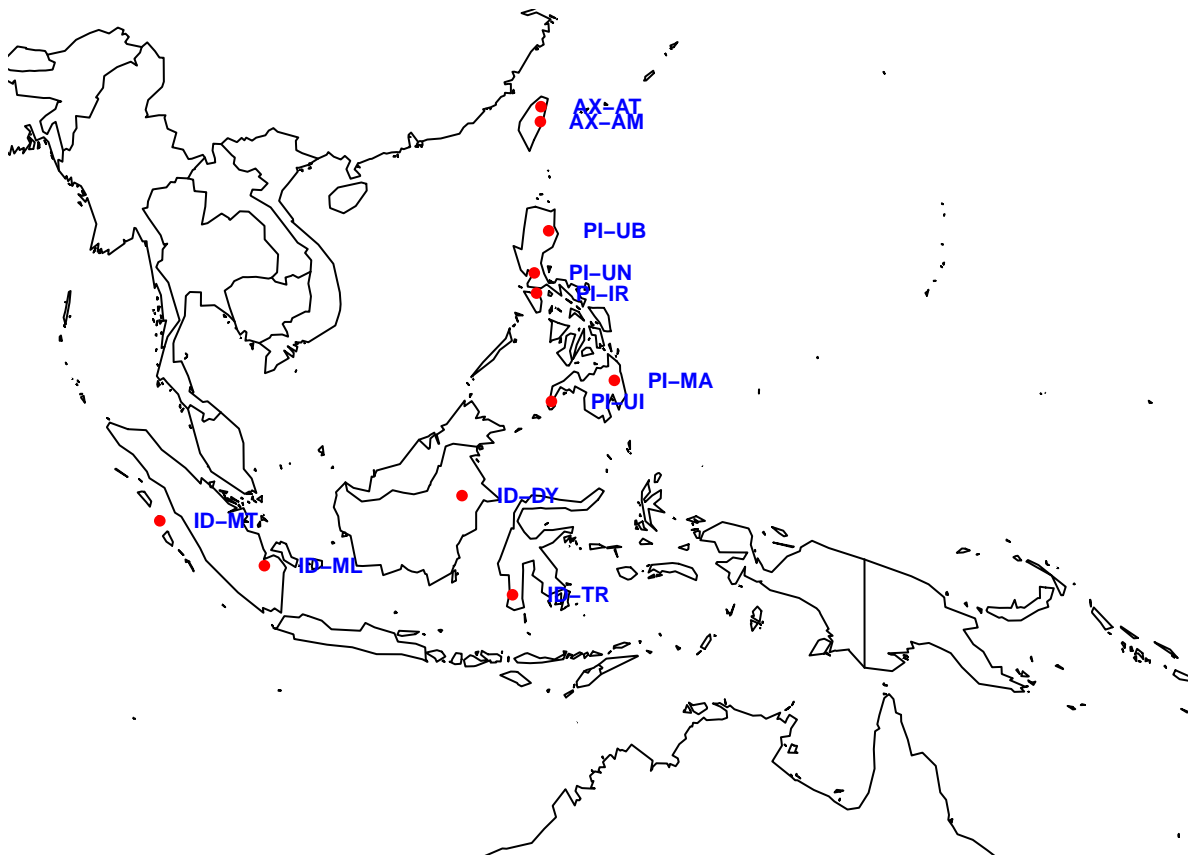 AX–AT
AX–AM
PI–UB
PI–UN
PI–IR
PI–MA
PI–UI
ID–DY
ID–MT
ID–ML
ID–TR